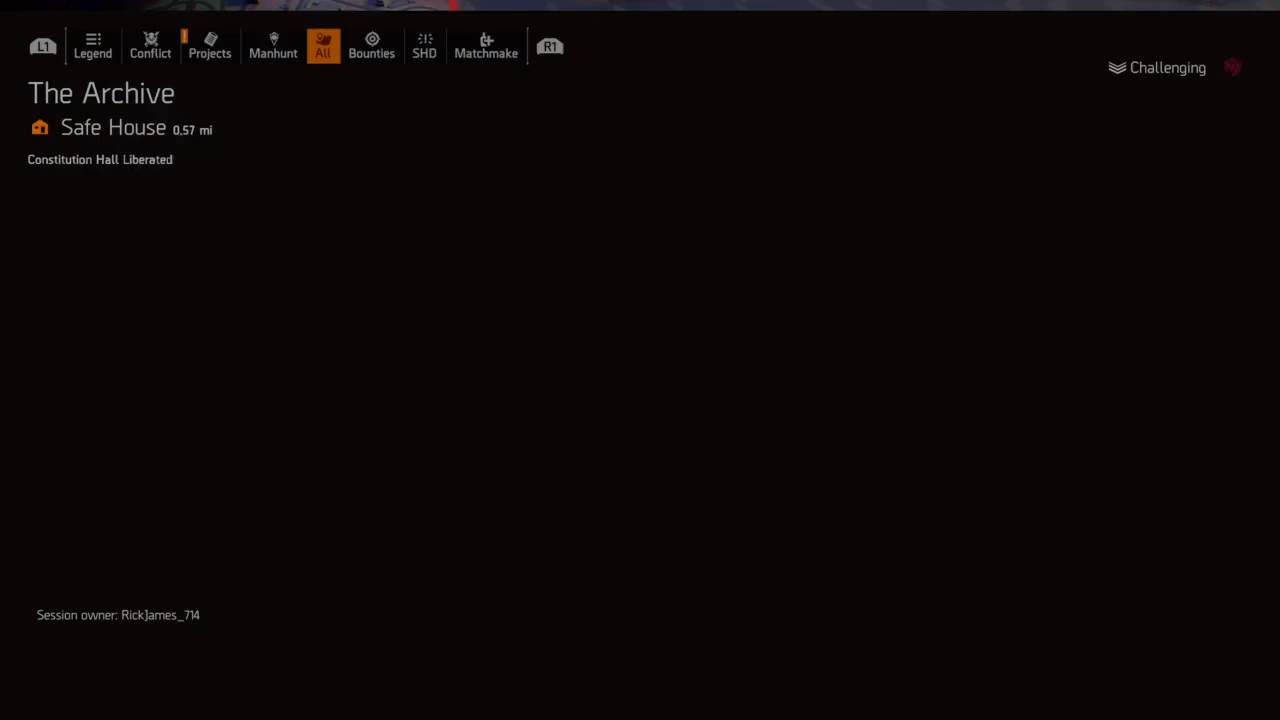 L1 Legend Conflict Projects Manhunt All Bounties SHD Matchmake R1
Challenging
The Archive
Safe House 0.57 mi
Constitution Hall Liberated
Session owner: RickJames_714